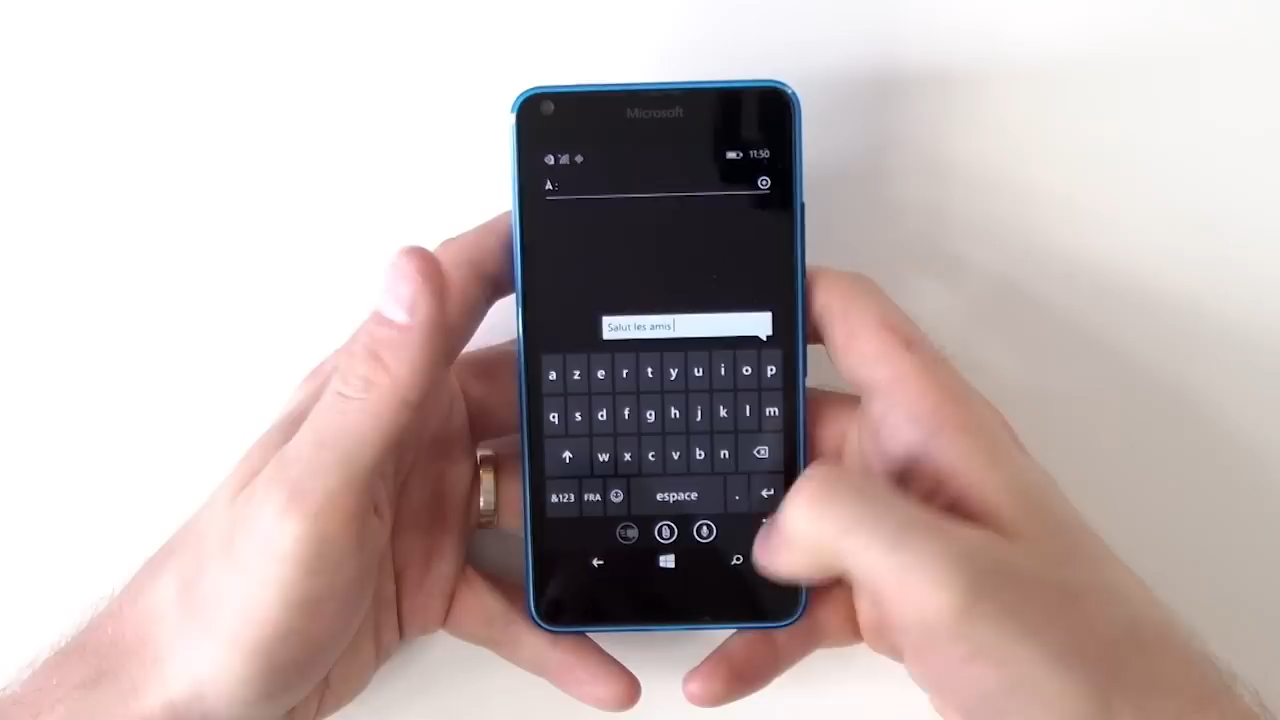 Microsoft
11:50
À :
Salut les amis
a z e r t y u i o p
q s d f g h j k l m
w x c v b n
&123 FRA espace .